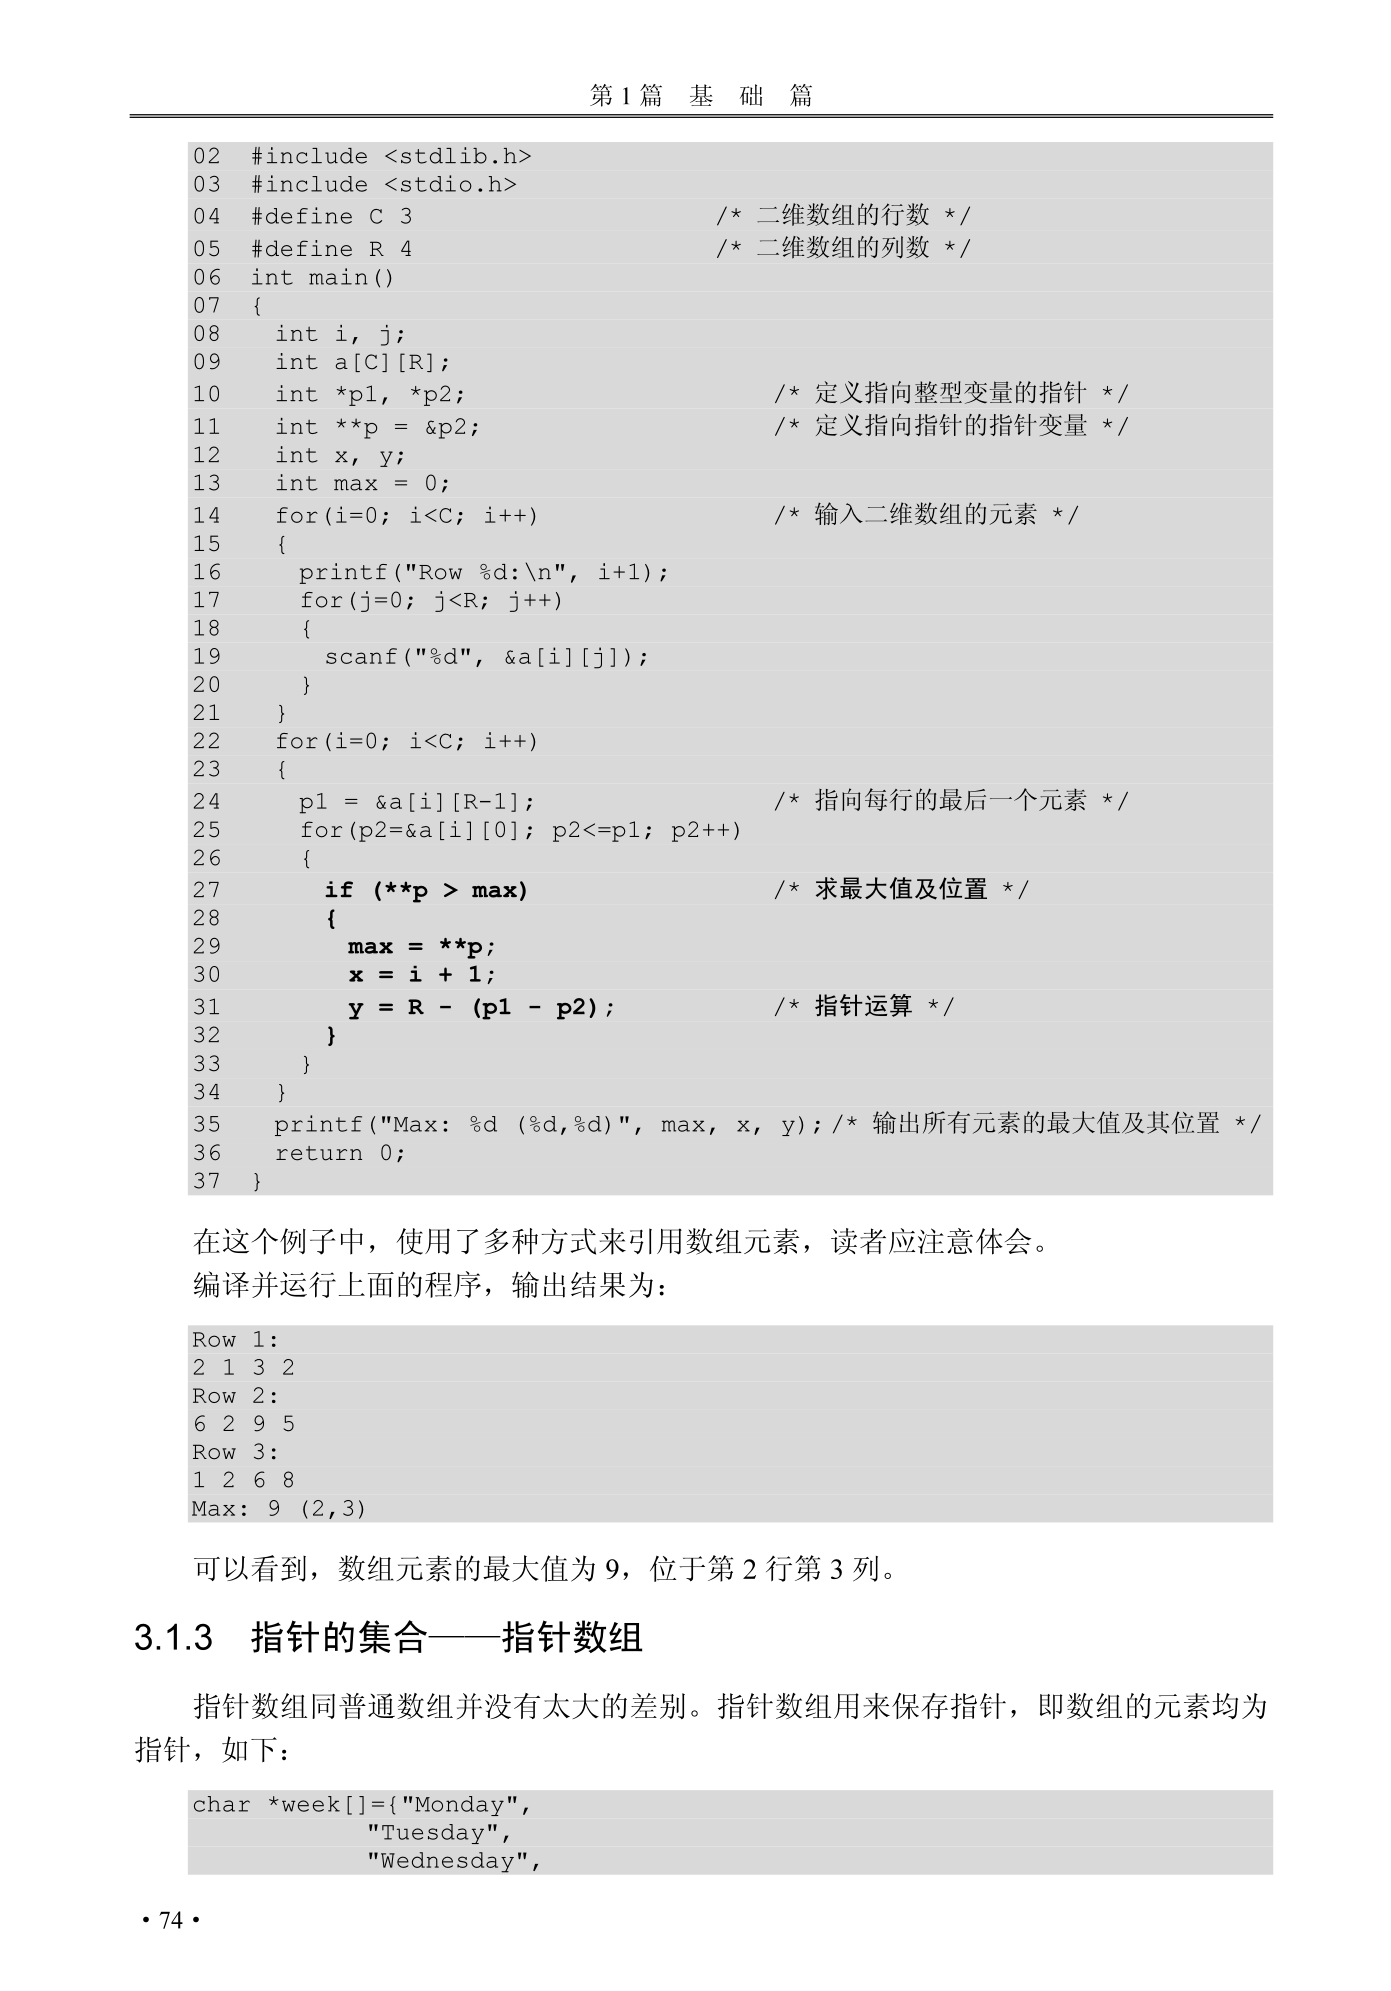 第1篇 基 础 篇
02 #include <stdlib.h>
03 #include <stdio.h>
04 #define C 3 /* 二维数组的行数 */
05 #define R 4 /* 二维数组的列数 */
06 int main()
07 {
08 int i, j;
09 int a[C][R];
10 int *p1, *p2; /* 定义指向整型变量的指针 */
11 int **p = &p2; /* 定义指向指针的指针变量 */
12 int x, y;
13 int max = 0;
14 for(i=0; i<C; i++) /* 输入二维数组的元素 */
15 {
16 printf("Row %d:\n", i+1);
17 for(j=0; j<R; j++)
18 {
19 scanf("%d", &a[i][j]);
20 }
21 }
22 for(i=0; i<C; i++)
23 {
24 p1 = &a[i][R-1]; /* 指向每行的最后一个元素 */
25 for(p2=&a[i][0]; p2<=p1; p2++)
26 {
27 if (**p > max) /* 求最大值及位置 */
28 {
29 max = **p;
30 x = i + 1;
31 y = R - (p1 - p2); /* 指针运算 */
32 }
33 }
34 }
35 printf("Max: %d (%d,%d)", max, x, y);/* 输出所有元素的最大值及其位置 */
36 return 0;
37 }
在这个例子中，使用了多种方式来引用数组元素，读者应注意体会。
编译并运行上面的程序，输出结果为：
Row 1:
2 1 3 2
Row 2:
6 2 9 5
Row 3:
1 2 6 8
Max: 9 (2,3)
可以看到，数组元素的最大值为 9，位于第 2 行第 3 列。
3.1.3 指针的集合——指针数组
指针数组同普通数组并没有太大的差别。指针数组用来保存指针，即数组的元素均为
指针，如下：
char *week[]={"Monday",
"Tuesday",
"Wednesday",
·74·